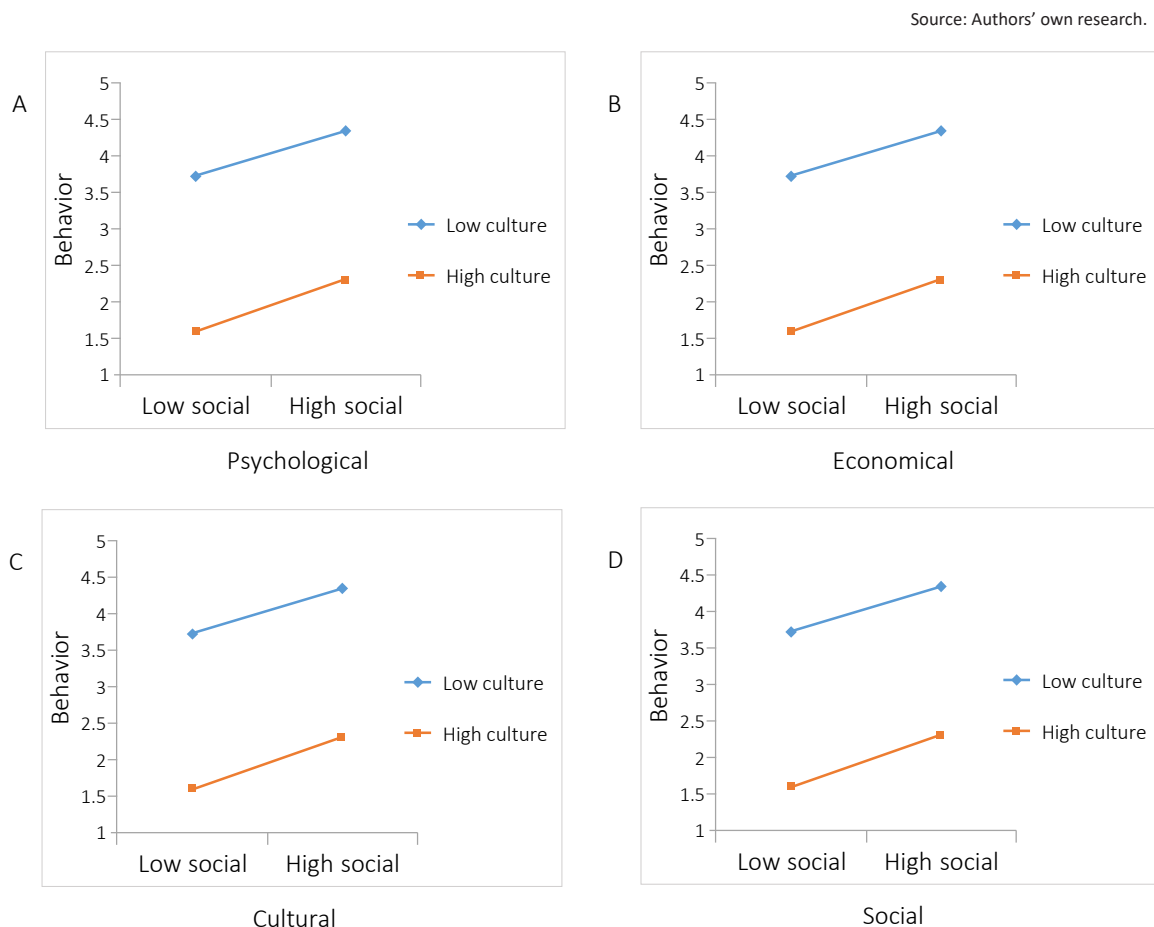 Source: Authors’ own research.
A
5
4.5
4
3.5
3
2.5
2
1.5
1
Behavior
Low culture
High culture
Low social High social
Psychological
B
5
4.5
4
3.5
3
2.5
2
1.5
1
Behavior
Low culture
High culture
Low social High social
Economical
C
5
4.5
4
3.5
3
2.5
2
1.5
1
Behavior
Low culture
High culture
Low social High social
Cultural
D
5
4.5
4
3.5
3
2.5
2
1.5
1
Behavior
Low culture
High culture
Low social High social
Social